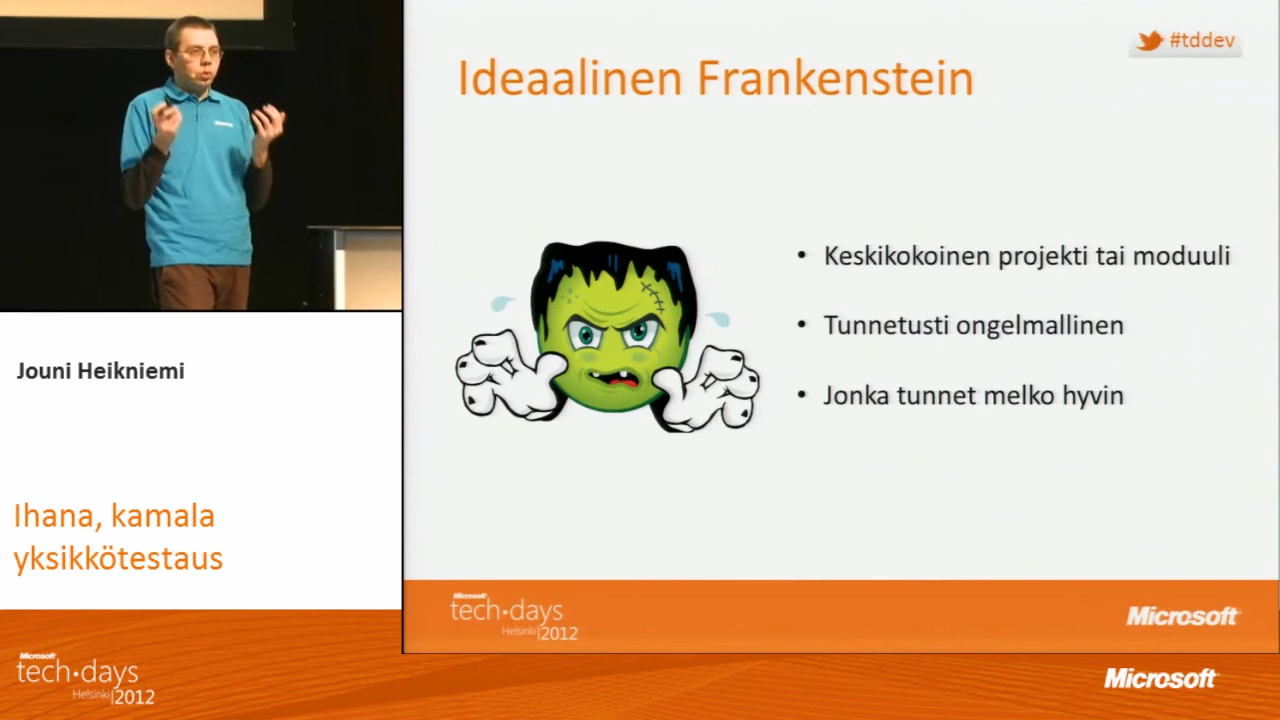 #tddev
Ideaalinen Frankenstein
• Keskikokoinen projekti tai moduuli
• Tunnetusti ongelmallinen
• Jonka tunnet melko hyvin
Jouni Heikniemi
Ihana, kamala
yksikkötestaus
Microsoft
tech·days
Helsinki|2012
Microsoft
Microsoft
tech·days
Helsinki|2012
Microsoft